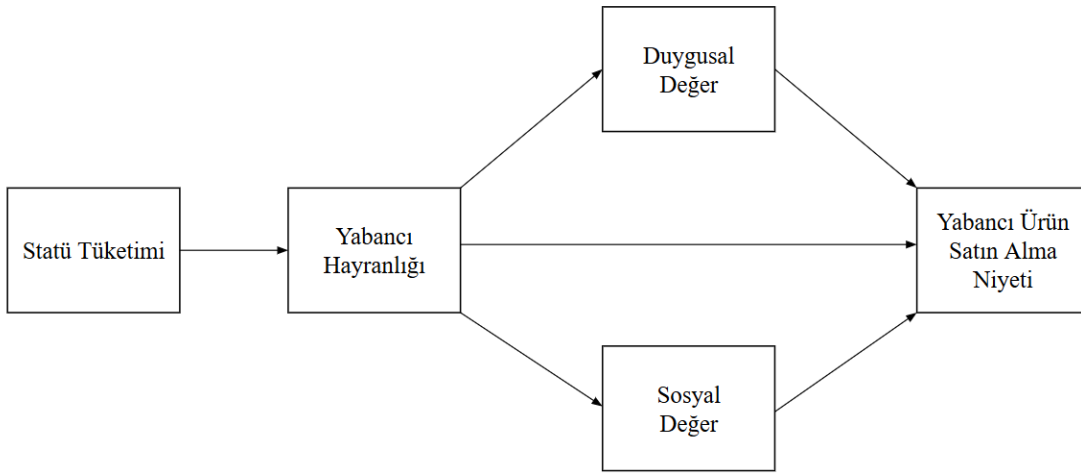 Duygusal
Değer
Statü Tüketimi
Yabancı
Hayranlığı
Yabancı Ürün
Satın Alma
Niyeti
Sosyal
Değer